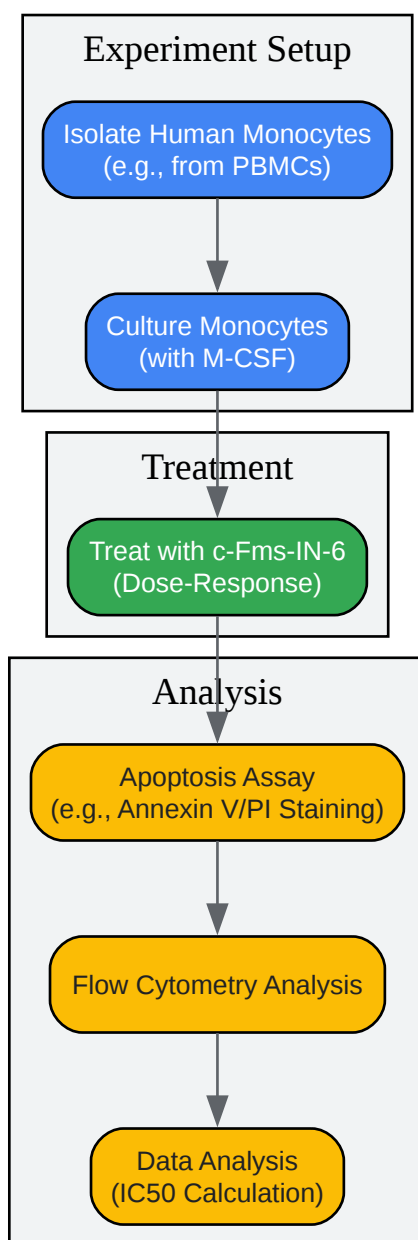 Experiment Setup
Isolate Human Monocytes
(e.g., from PBMCs)
Culture Monocytes
(with M-CSF)
Treatment
Treat with c-Fms-IN-6
(Dose-Response)
Analysis
Apoptosis Assay
(e.g., Annexin V/PI Staining)
Flow Cytometry Analysis
Data Analysis
(IC50 Calculation)